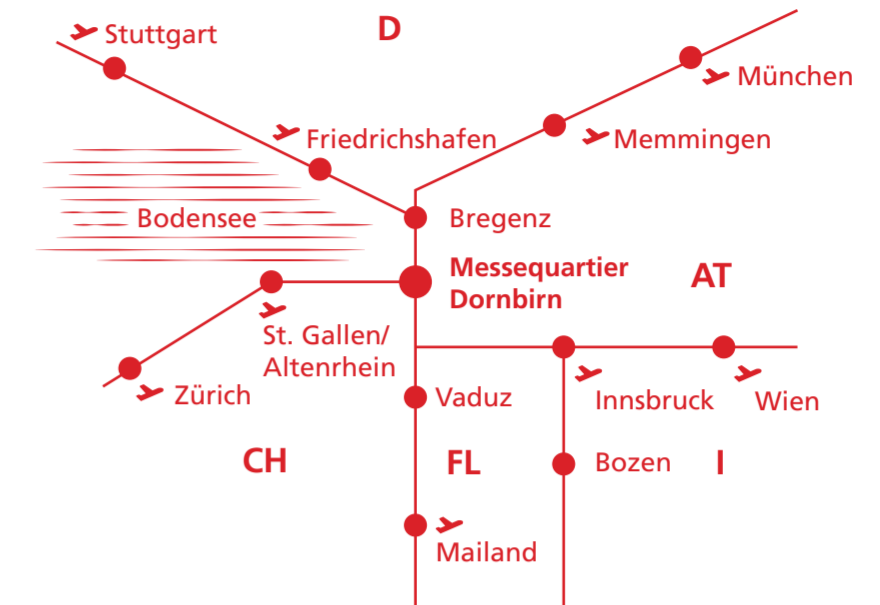 D
Stuttgart
München
Friedrichshafen
Memmingen
Bodensee
Bregenz
Messequartier
Dornbirn
AT
St. Gallen/
Altenrhein
Zürich
Vaduz
Innsbruck
Wien
CH
FL
Bozen
I
Mailand